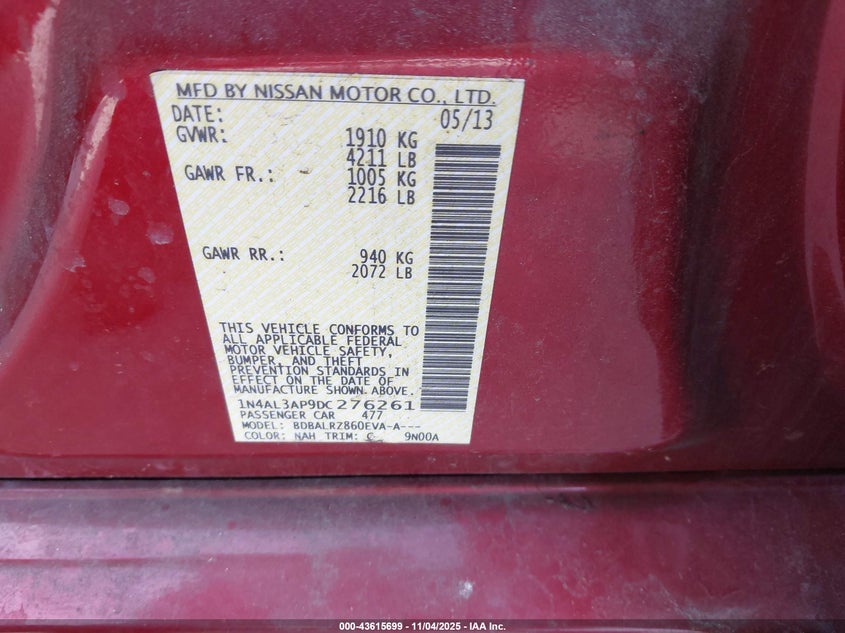 MFD BY NISSAN MOTOR CO., LTD.
DATE: 05/13
GVWR: 1910 KG
4211 LB
GAWR FR.: 1005 KG
2216 LB
GAWR RR.: 940 KG
2072 LB
THIS VEHICLE CONFORMS TO
ALL APPLICABLE FEDERAL
MOTOR VEHICLE SAFETY,
BUMPER, AND THEFT
PREVENTION STANDARDS IN
EFFECT ON THE DATE OF
MANUFACTURE SHOWN ABOVE.
1N4AL3AP9DC276261
PASSENGER CAR 477
MODEL: BDBALRZ860EVA-A---
COLOR: NAH TRIM: C 9N00A
000-43615699 - 11/04/2025 - IAA Inc.